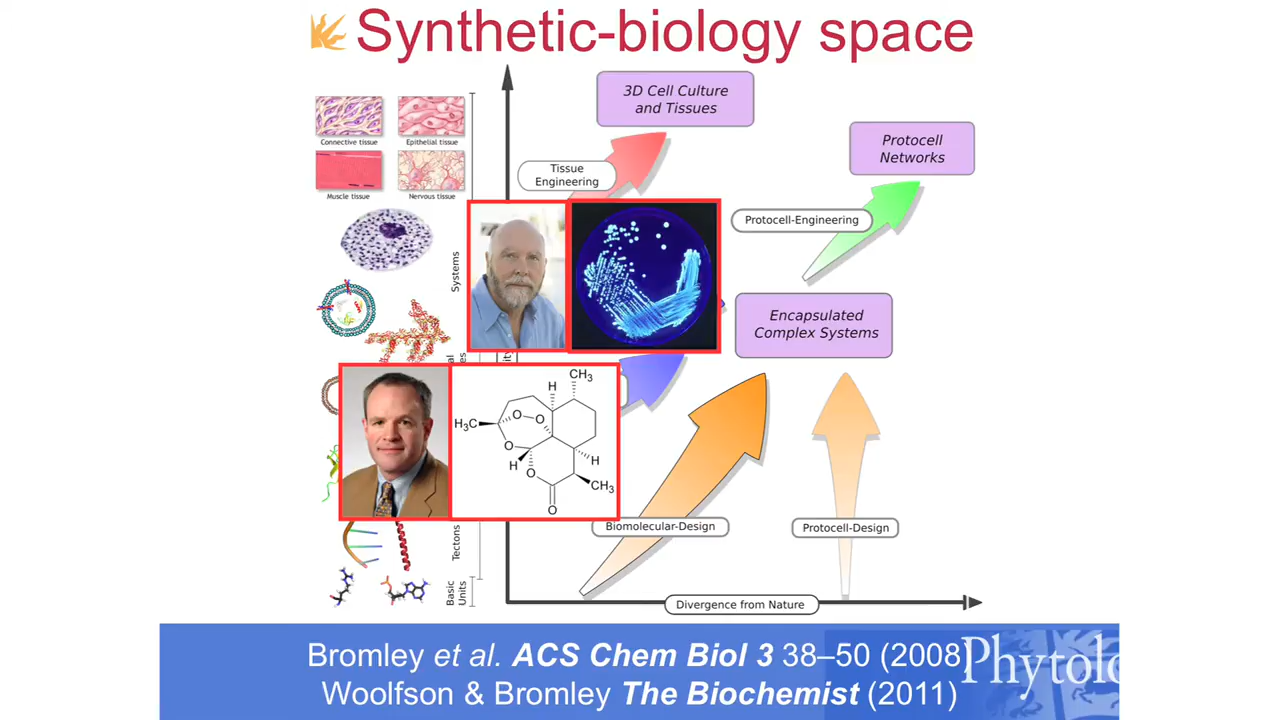 Synthetic-biology space
3D Cell Culture
and Tissues
Protocell
Networks
Connective tissue
Epithelial tissue
Muscle tissue
Nervous tissue
Tissue
Engineering
Protocell-Engineering
Systems
Encapsulated
Complex Systems
CH₃
H
H₃C
O
O
O
H
H
O
CH₃
O
Biomolecular-Design
Protocell-Design
Tectons
Basic
Units
Divergence from Nature
Bromley et al. ACS Chem Biol 3 38–50 (2008)
Woolfson & Bromley The Biochemist (2011)